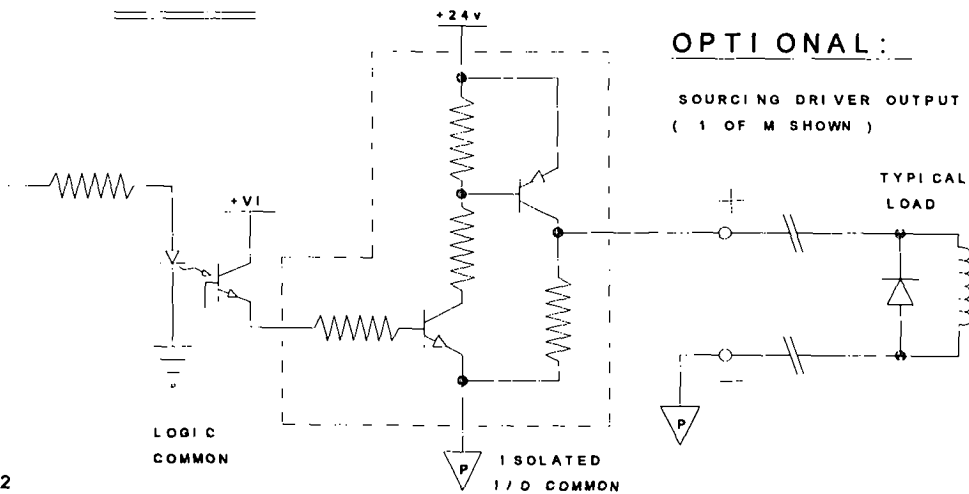 +24v
OPTIONAL:
SOURCING DRIVER OUTPUT
( 1 OF M SHOWN )
TYPICAL
LOAD
+VI
+
−
P
LOGIC
COMMON
P
ISOLATED
I/O COMMON
2